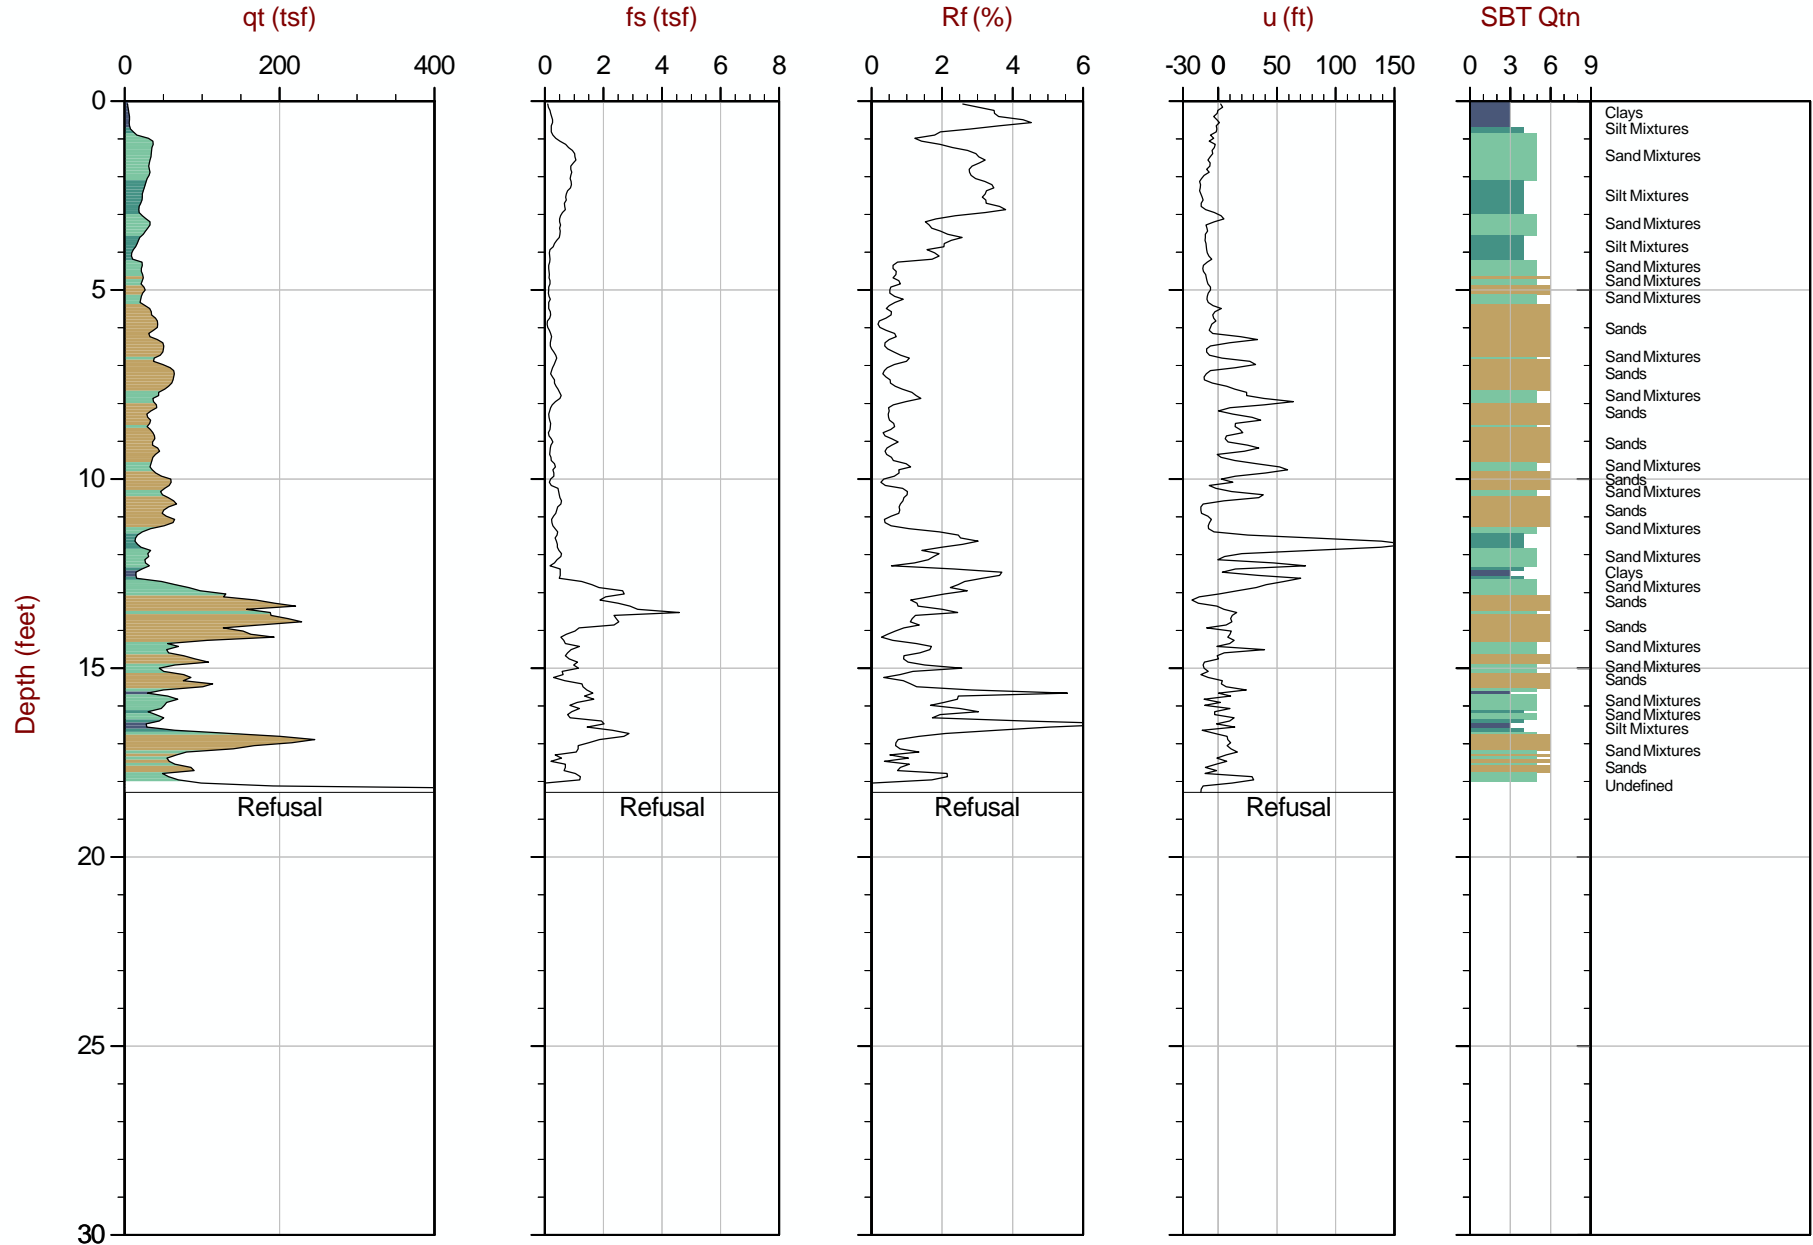 qt (tsf) fs (tsf) Rf (%) u (ft) SBT Qtn
0 200 400 0 2 4 6 8 0 2 4 6 -30 0 50 100 150 0 3 6 9
0
5
10
15
20
25
30
Depth (feet)
Clays
Silt Mixtures
Sand Mixtures
Silt Mixtures
Sand Mixtures
Silt Mixtures
Sand Mixtures
Sand Mixtures
Sand Mixtures
Sands
Sand Mixtures
Sands
Sand Mixtures
Sands
Sands
Sand Mixtures
Sands
Sand Mixtures
Sands
Sand Mixtures
Sand Mixtures
Clays
Sand Mixtures
Sands
Sands
Sand Mixtures
Sand Mixtures
Sands
Sand Mixtures
Sand Mixtures
Silt Mixtures
Sand Mixtures
Sands
Undefined
Refusal Refusal Refusal Refusal